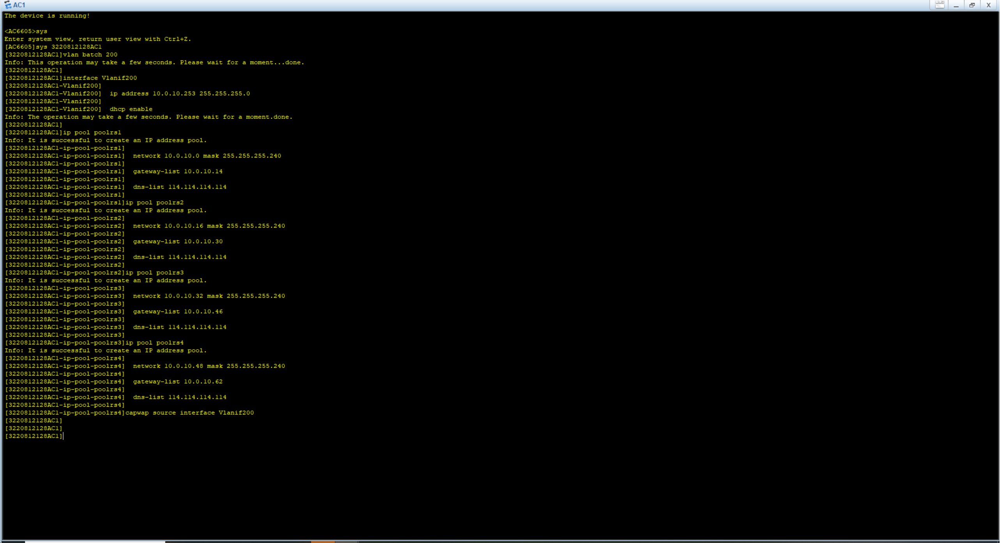 AC1
The device is running!
<AC6605>sys
Enter system view, return user view with Ctrl+Z.
[AC6605]sys 3220812128AC1
[3220812128AC1]vlan batch 200
Info: This operation may take a few seconds. Please wait for a moment...done.
[3220812128AC1]
[3220812128AC1]interface Vlanif200
[3220812128AC1-Vlanif200]
[3220812128AC1-Vlanif200]  ip address 10.0.10.253 255.255.255.0
[3220812128AC1-Vlanif200]
[3220812128AC1-Vlanif200]  dhcp enable
Info: The operation may take a few seconds. Please wait for a moment.done.
[3220812128AC1]
[3220812128AC1]ip pool poolrs1
Info: It is successful to create an IP address pool.
[3220812128AC1-ip-pool-poolrs1]
[3220812128AC1-ip-pool-poolrs1]  network 10.0.10.0 mask 255.255.255.240
[3220812128AC1-ip-pool-poolrs1]
[3220812128AC1-ip-pool-poolrs1]  gateway-list 10.0.10.14
[3220812128AC1-ip-pool-poolrs1]
[3220812128AC1-ip-pool-poolrs1]  dns-list 114.114.114.114
[3220812128AC1-ip-pool-poolrs1]
[3220812128AC1-ip-pool-poolrs1]ip pool poolrs2
Info: It is successful to create an IP address pool.
[3220812128AC1-ip-pool-poolrs2]
[3220812128AC1-ip-pool-poolrs2]  network 10.0.10.16 mask 255.255.255.240
[3220812128AC1-ip-pool-poolrs2]
[3220812128AC1-ip-pool-poolrs2]  gateway-list 10.0.10.30
[3220812128AC1-ip-pool-poolrs2]
[3220812128AC1-ip-pool-poolrs2]  dns-list 114.114.114.114
[3220812128AC1-ip-pool-poolrs2]
[3220812128AC1-ip-pool-poolrs2]ip pool poolrs3
Info: It is successful to create an IP address pool.
[3220812128AC1-ip-pool-poolrs3]
[3220812128AC1-ip-pool-poolrs3]  network 10.0.10.32 mask 255.255.255.240
[3220812128AC1-ip-pool-poolrs3]
[3220812128AC1-ip-pool-poolrs3]  gateway-list 10.0.10.46
[3220812128AC1-ip-pool-poolrs3]
[3220812128AC1-ip-pool-poolrs3]  dns-list 114.114.114.114
[3220812128AC1-ip-pool-poolrs3]
[3220812128AC1-ip-pool-poolrs3]ip pool poolrs4
Info: It is successful to create an IP address pool.
[3220812128AC1-ip-pool-poolrs4]
[3220812128AC1-ip-pool-poolrs4]  network 10.0.10.48 mask 255.255.255.240
[3220812128AC1-ip-pool-poolrs4]
[3220812128AC1-ip-pool-poolrs4]  gateway-list 10.0.10.62
[3220812128AC1-ip-pool-poolrs4]
[3220812128AC1-ip-pool-poolrs4]  dns-list 114.114.114.114
[3220812128AC1-ip-pool-poolrs4]
[3220812128AC1-ip-pool-poolrs4]capwap source interface Vlanif200
[3220812128AC1]
[3220812128AC1]
[3220812128AC1]